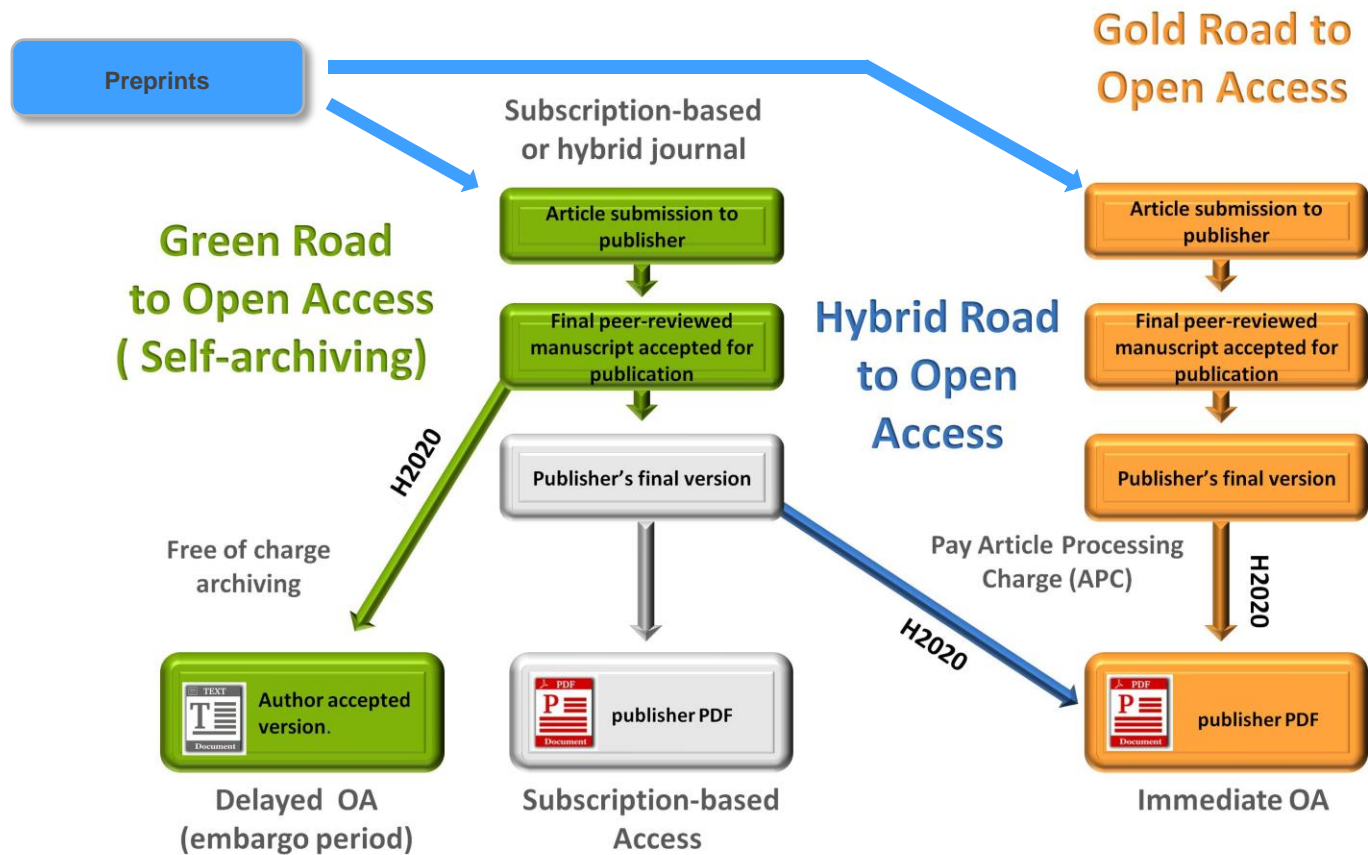 Preprints
Gold Road to
Open Access
Subscription-based
or hybrid journal
Green Road
to Open Access
( Self-archiving)
Article submission to
publisher
Final peer-reviewed
manuscript accepted for
publication
Publisher's final version
H2020
Free of charge
archiving
TEXT
T
Document
Author accepted
version.
Delayed OA
(embargo period)
PDF
P
Document
publisher PDF
Subscription-based
Access
Hybrid Road
to Open
Access
Pay Article Processing
Charge (APC)
H2020
Article submission to
publisher
Final peer-reviewed
manuscript accepted for
publication
Publisher's final version
H2020
PDF
P
Document
publisher PDF
Immediate OA